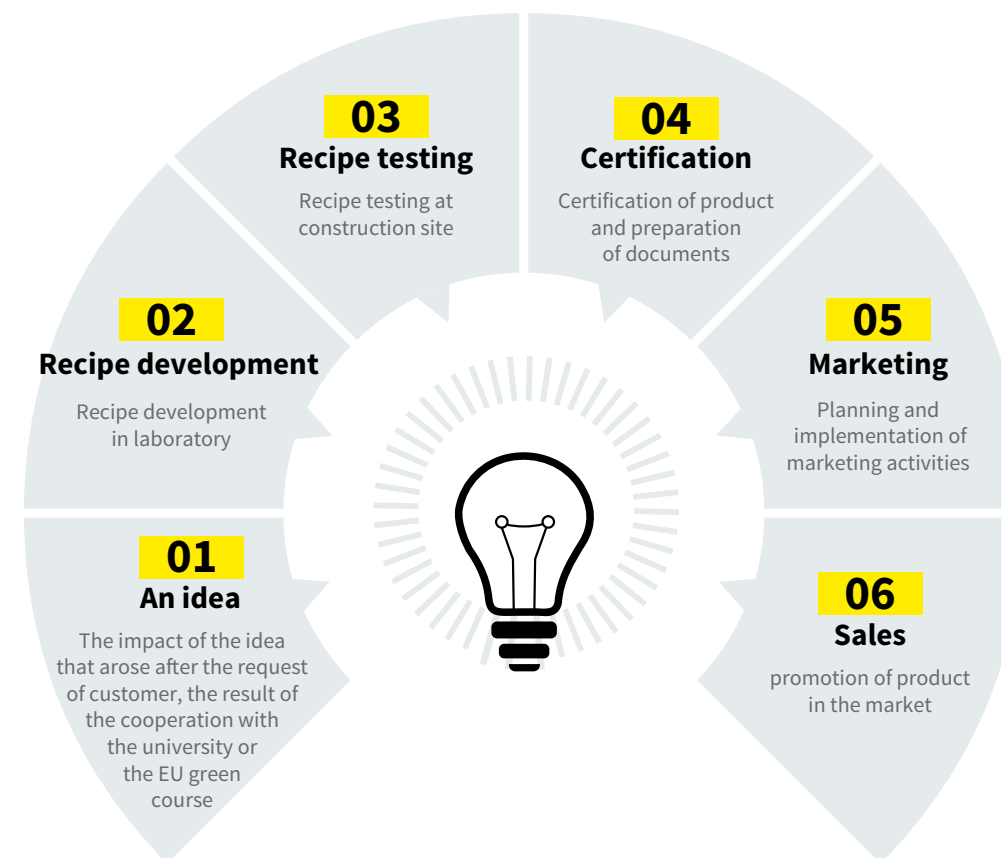 01
An idea
The impact of the idea
that arose after the request
of customer, the result of
the cooperation with
the university or
the EU green
course
02
Recipe development
Recipe development
in laboratory
03
Recipe testing
Recipe testing at
construction site
04
Certification
Certification of product
and preparation
of documents
05
Marketing
Planning and
implementation of
marketing activities
06
Sales
promotion of product
in the market